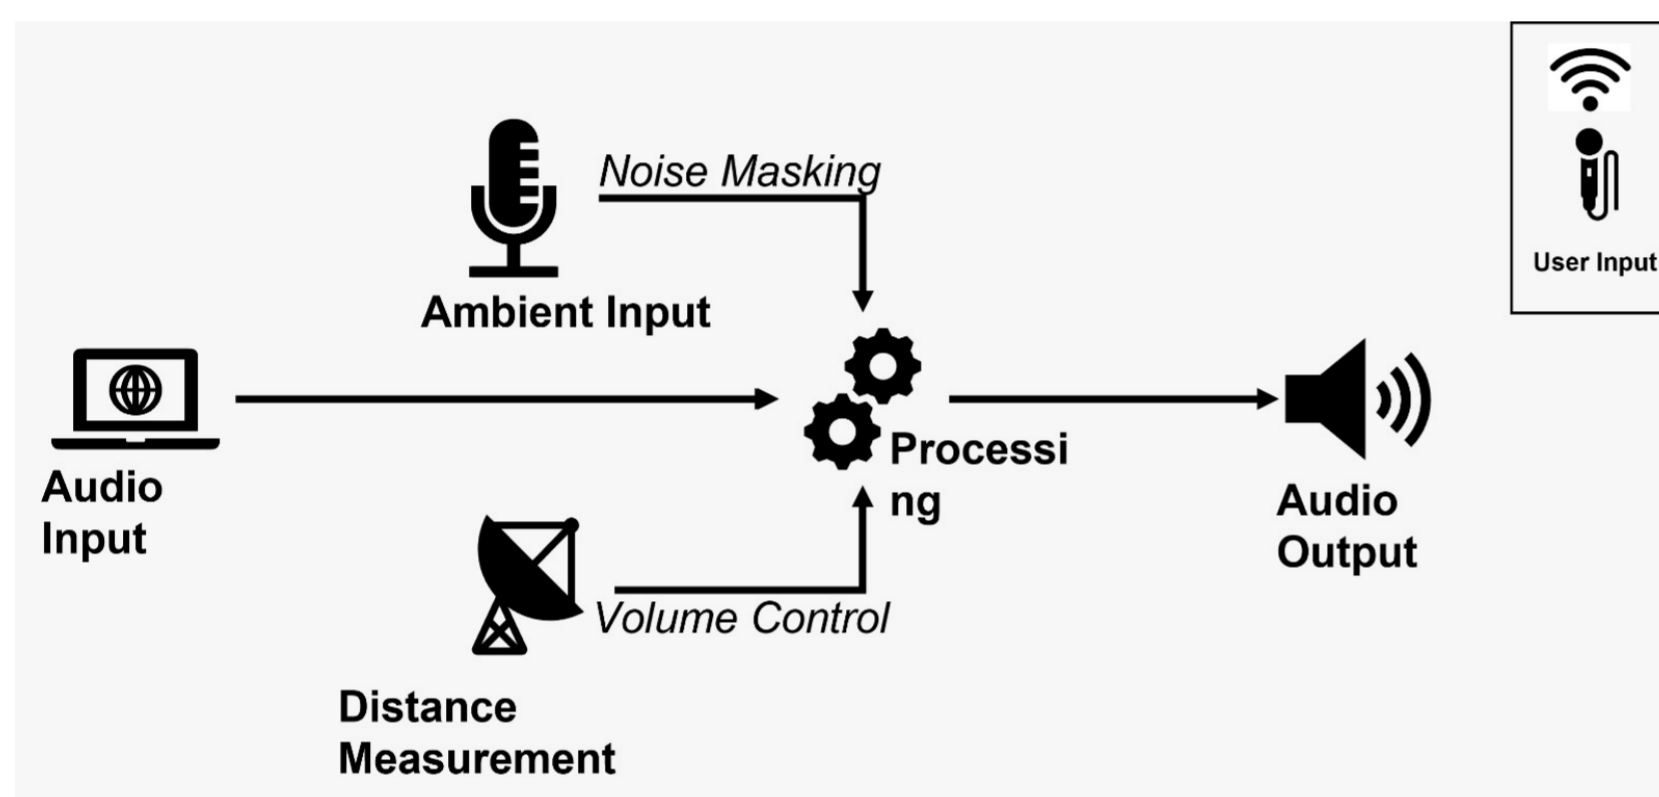 Noise Masking
User Input
Ambient Input
Processi
ng
Audio
Input
Audio
Output
Volume Control
Distance
Measurement